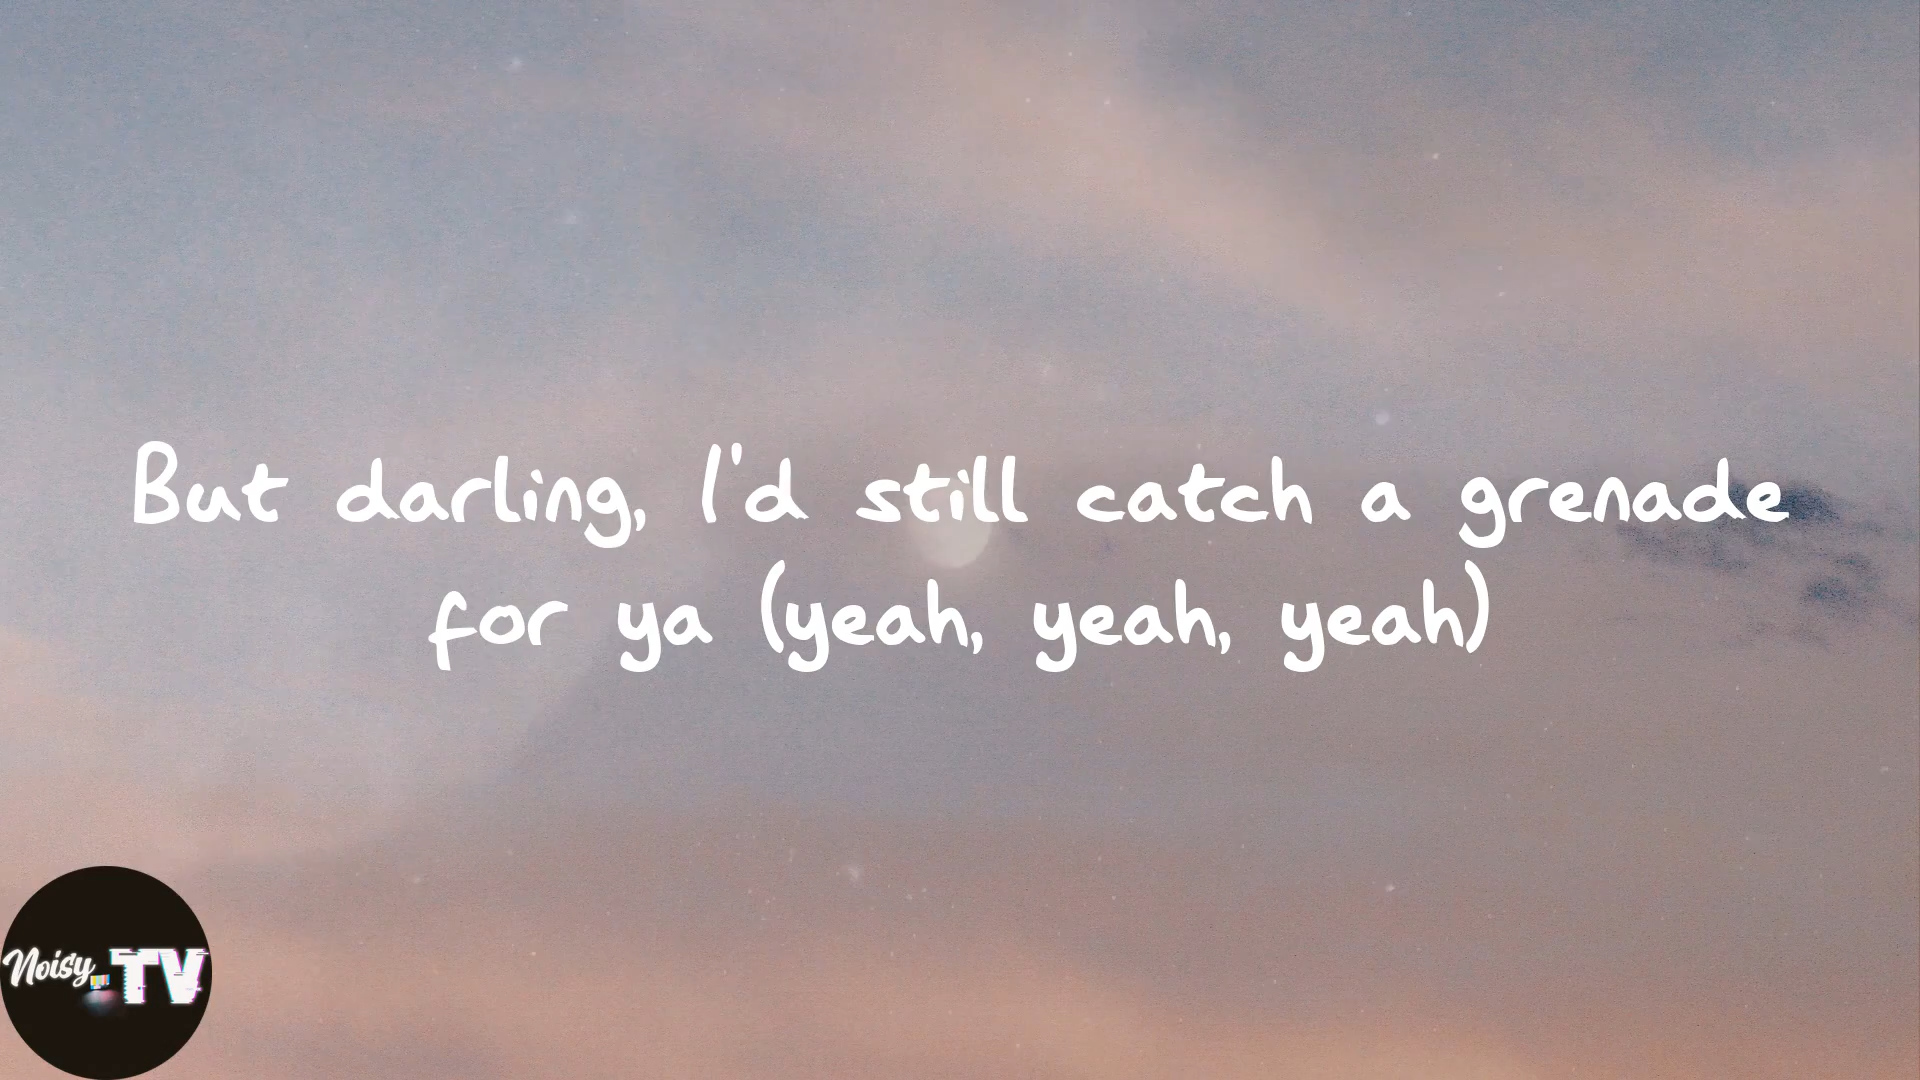 But darling, I'd still catch a grenade
for ya (yeah, yeah, yeah)
Noisy TV